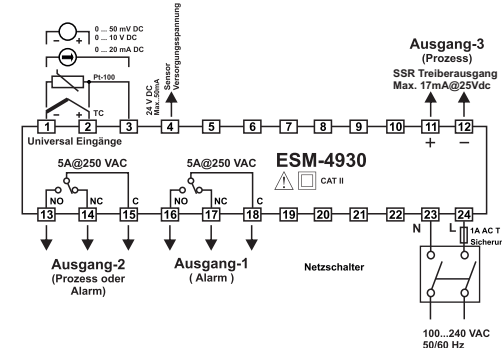 0 ... 50 mV DC
0 ... 10 V DC
0 ... 20 mA DC
Pt-100
TC
24 V DC
Max. 50mA
Sensor
Versorgungsspannung
Ausgang-3
(Prozess)
SSR Treiberausgang
Max. 17mA@25Vdc
1 2 3 4 5 6 7 8 9 10 11 12
+ −
Universal Eingänge
ESM-4930
CAT II
5A@250 VAC
5A@250 VAC
NO NC C NO NC C
13 14 15 16 17 18 19 20 21 22 23 24
N L
1A AC T
Sicherun
Ausgang-2
(Prozess oder
Alarm)
Ausgang-1
( Alarm )
Netzschalter
100...240 VAC
50/60 Hz